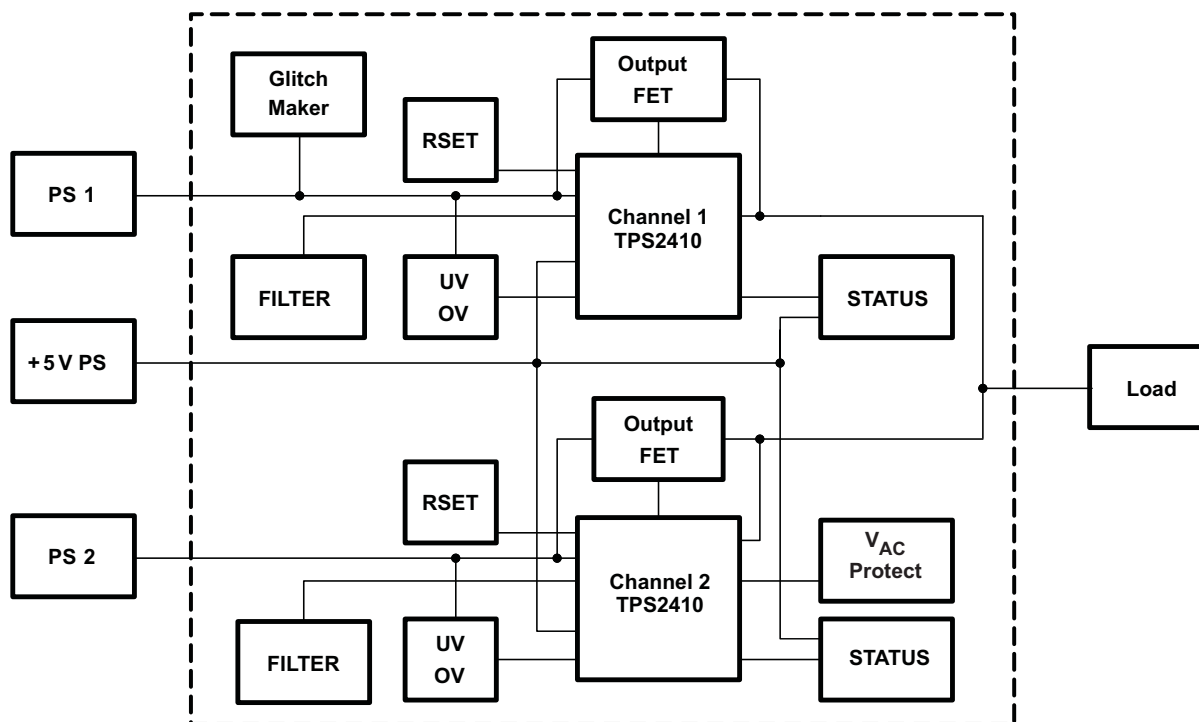 Glitch
Maker
Output
FET
RSET
PS 1
Channel 1
TPS2410
FILTER
UV
OV
STATUS
+5V PS
Load
Output
FET
RSET
PS 2
VAC
Protect
Channel 2
TPS2410
FILTER
UV
OV
STATUS